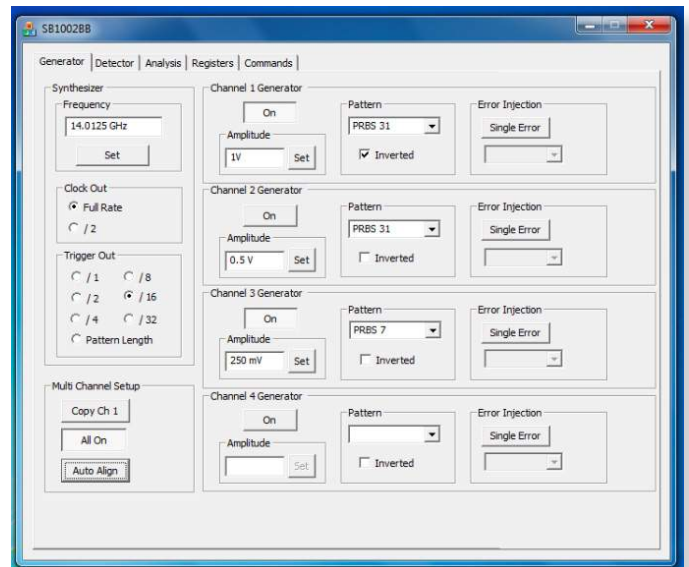 SB1002BB
Generator Detector Analysis Registers Commands
Synthesizer
Frequency
14.0125 GHz
Set
Clock Out
Full Rate
/ 2
Trigger Out
/ 1 / 8
/ 2 / 16
/ 4 / 32
Pattern Length
Multi Channel Setup
Copy Ch 1
All On
Auto Align
Channel 1 Generator
On
Amplitude
1V Set
Pattern
PRBS 31
Inverted
Error Injection
Single Error
Channel 2 Generator
On
Amplitude
0.5 V Set
Pattern
PRBS 31
Inverted
Error Injection
Single Error
Channel 3 Generator
On
Amplitude
250 mV Set
Pattern
PRBS 7
Inverted
Error Injection
Single Error
Channel 4 Generator
On
Amplitude
Set
Pattern
Inverted
Error Injection
Single Error